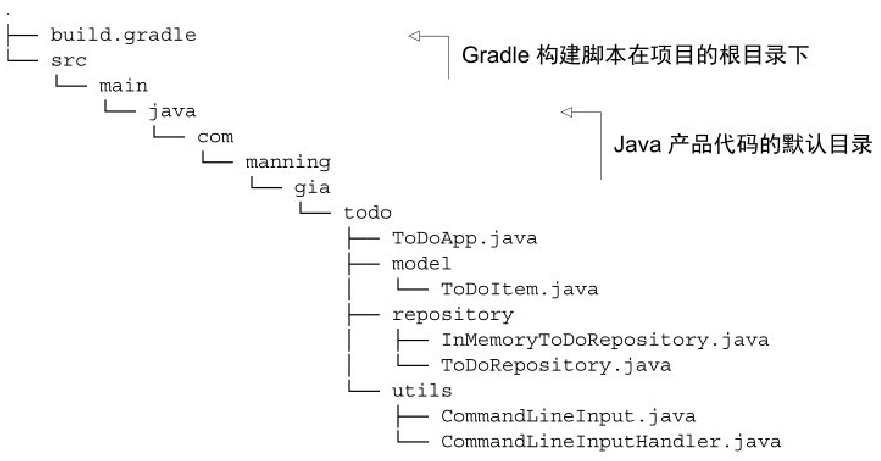 .
├── build.gradle
Gradle 构建脚本在项目的根目录下
└── src
└── main
└── java
Java 产品代码的默认目录
└── com
└── manning
└── gia
└── todo
├── ToDoApp.java
├── model
│ └── ToDoItem.java
├── repository
│ ├── InMemoryToDoRepository.java
│ └── ToDoRepository.java
└── utils
├── CommandLineInput.java
└── CommandLineInputHandler.java